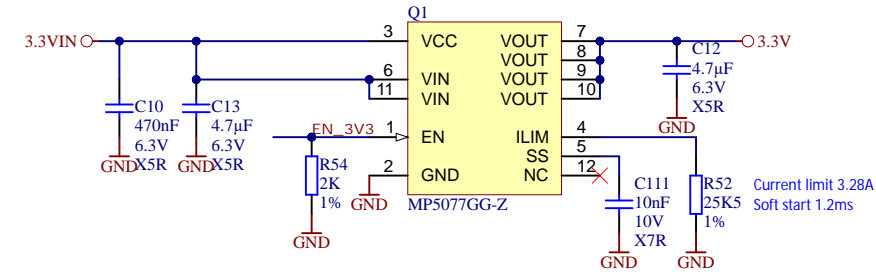 Q1
3.3VIN
3
VCC
VOUT
7
3.3V
VOUT
8
C12
6
VIN
VOUT
9
4.7µF
11
VIN
VOUT
10
6.3V
X5R
C10
C13
470nF
4.7µF
6.3V
6.3V
GND
EN_3V3
1
EN
ILIM
4
GND
X5R
GND
X5R
SS
5
R54
2
GND
NC
12
2K
C111
R52
1%
10nF
25K5
Current limit 3.28A
GND
MP5077GG-Z
10V
1%
Soft start 1.2ms
X7R
GND
GND
GND